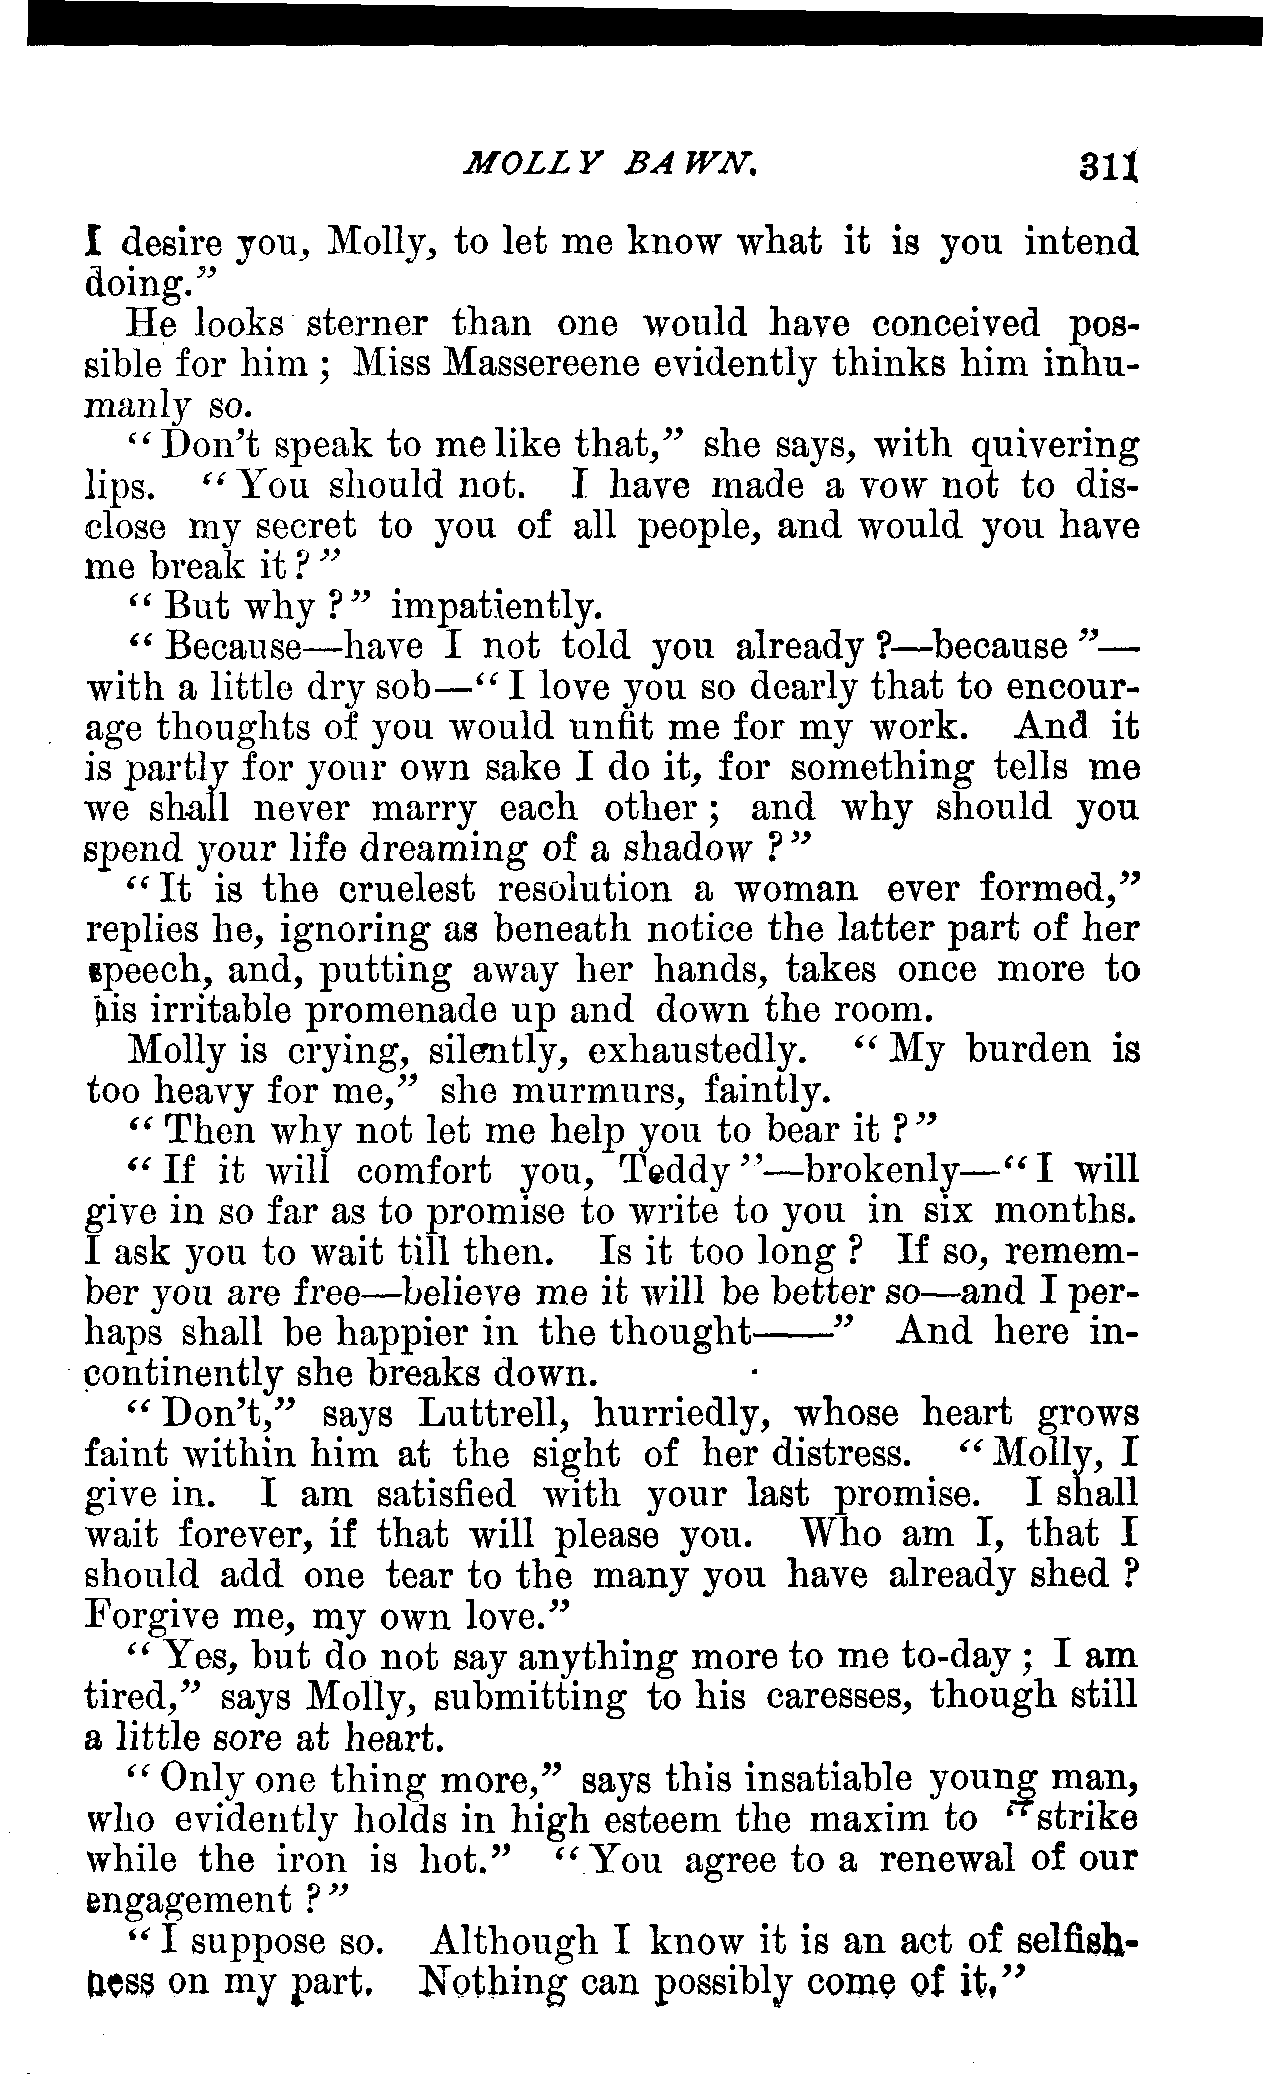 MOLLY BAWN. 311
I desire you, Molly, to let me know what it is you intend
doing.”
He looks sterner than one would have conceived pos-
sible for him ; Miss Massereene evidently thinks him inhu-
manly so.
“ Don’t speak to me like that,” she says, with quivering
lips. “ You should not. I have made a vow not to dis-
close my secret to you of all people, and would you have
me break it ? ”
“ But why ? ” impatiently.
“ Because—have I not told you already ?—because ”—
with a little dry sob—“ I love you so dearly that to encour-
age thoughts of you would unfit me for my work. And it
is partly for your own sake I do it, for something tells me
we shall never marry each other ; and why should you
spend your life dreaming of a shadow ? ”
“ It is the cruelest resolution a woman ever formed,”
replies he, ignoring as beneath notice the latter part of her
speech, and, putting away her hands, takes once more to
his irritable promenade up and down the room.
Molly is crying, silently, exhaustedly. “ My burden is
too heavy for me,” she murmurs, faintly.
“ Then why not let me help you to bear it ? ”
“ If it will comfort you, Teddy ”—brokenly—“ I will
give in so far as to promise to write to you in six months.
I ask you to wait till then. Is it too long ? If so, remem-
ber you are free—believe me it will be better so—and I per-
haps shall be happier in the thought——” And here in-
continently she breaks down.
“ Don’t,” says Luttrell, hurriedly, whose heart grows
faint within him at the sight of her distress. “ Molly, I
give in. I am satisfied with your last promise. I shall
wait forever, if that will please you. Who am I, that I
should add one tear to the many you have already shed ?
Forgive me, my own love.”
“ Yes, but do not say anything more to me to-day ; I am
tired,” says Molly, submitting to his caresses, though still
a little sore at heart.
“ Only one thing more,” says this insatiable young man,
who evidently holds in high esteem the maxim to “ strike
while the iron is hot.” “ You agree to a renewal of our
engagement ? ”
“ I suppose so. Although I know it is an act of selfish-
ness on my part. Nothing can possibly come of it.”